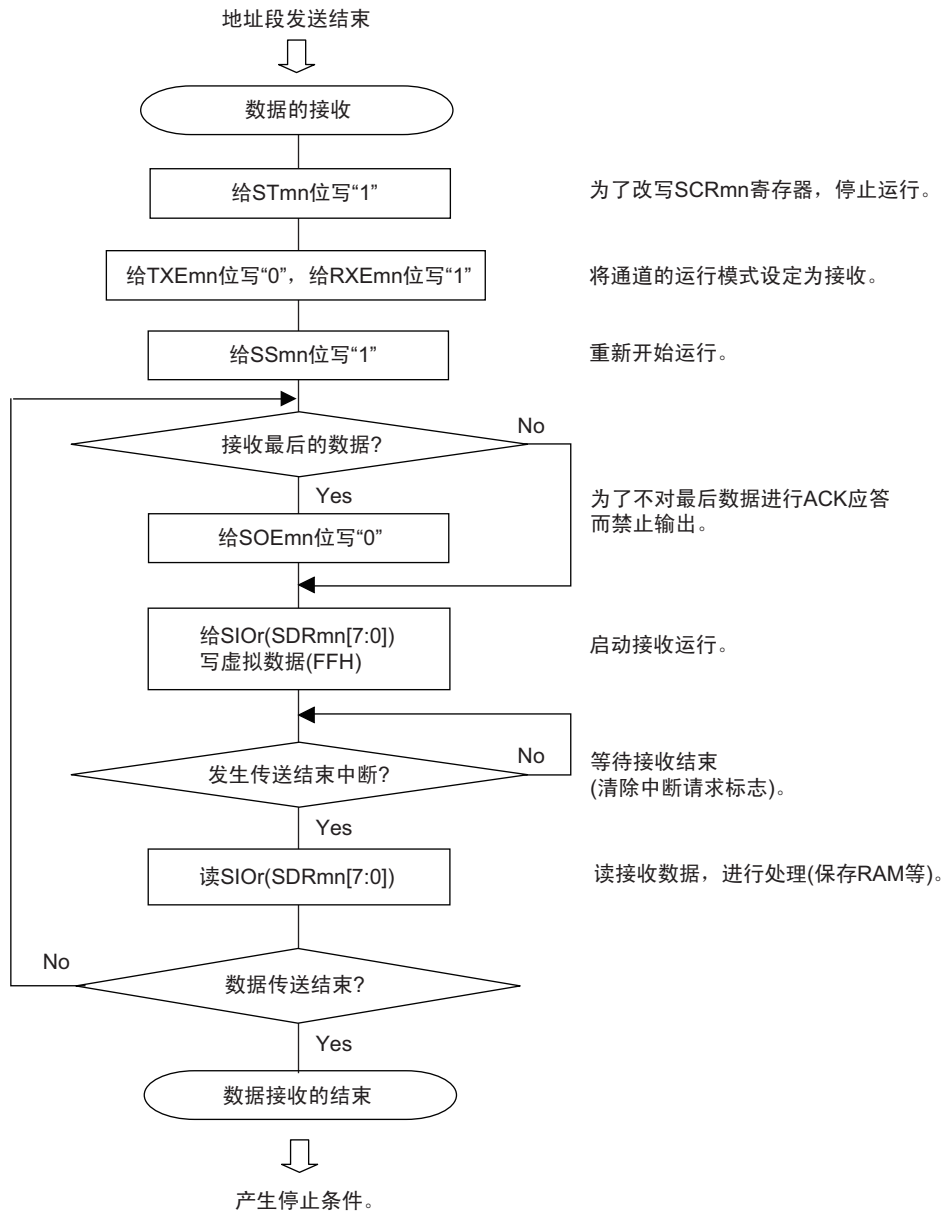 地址段发送结束
数据的接收
给STmn位写“1”
为了改写SCRmn寄存器，停止运行。
给TXEmn位写“0”，给RXEmn位写“1”
将通道的运行模式设定为接收。
给SSmn位写“1”
重新开始运行。
接收最后的数据?
No
Yes
为了不对最后数据进行ACK应答
而禁止输出。
给SOEmn位写“0”
给SIOr(SDRmn[7:0])
写虚拟数据(FFH)
启动接收运行。
发生传送结束中断?
No
等待接收结束
(清除中断请求标志)。
Yes
读SIOr(SDRmn[7:0])
读接收数据，进行处理(保存RAM等)。
No
数据传送结束?
Yes
数据接收的结束
产生停止条件。